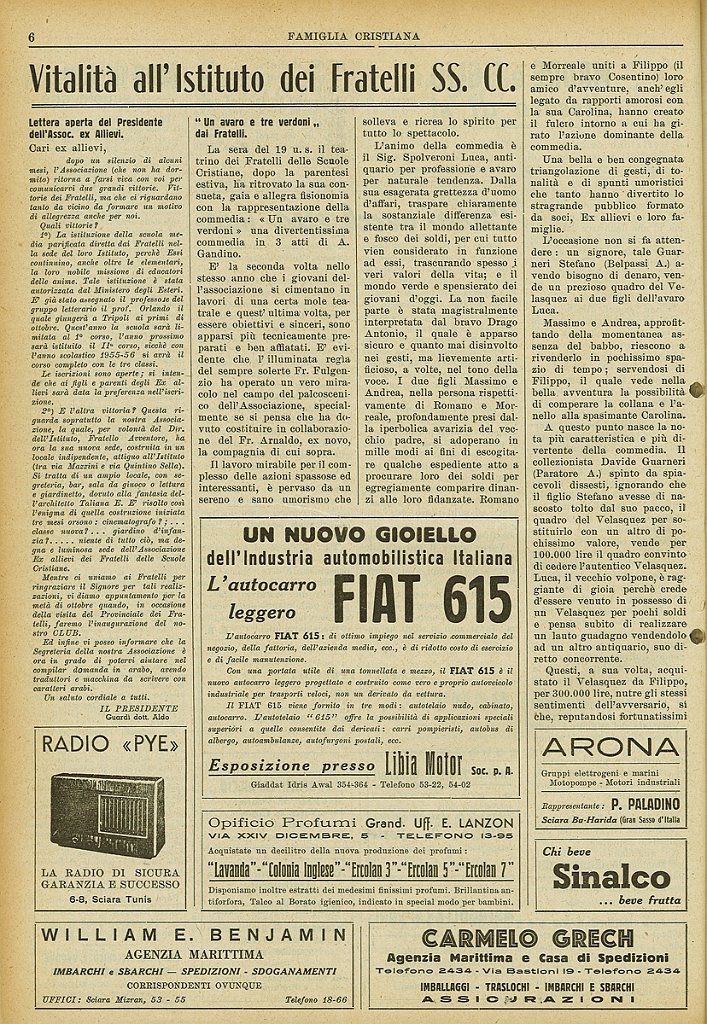 6
FAMIGLIA CRISTIANA
Vitalità all'Istituto dei Fratelli SS. CC.
Lettera aperta del Presidente
dell'Assoc. ex Allievi.
Cari ex allievi,
dopo un silenzio di alcuni
mesi, l'Associazione (che non ha dor-
mito) ritorna a farsi viva con voi per
comunicarvi due grandi vittorie. Vit-
torie dei Fratelli, ma che ci riguardano
tanto da vicino da formare un motivo
di allegrezza anche per noi.
Quali vittorie?
1°) La istituzione della scuola me-
dia parificata diretta dai Fratelli nel-
la sede del loro Istituto, perchè Essi
continuino, anche oltre le elementari,
la loro nobile missione di educatori
delle anime. Tale istituzione è stata
autorizzata dal Ministero degli Esteri.
E' già stato assegnato il professore del
gruppo letterario il prof. Orlando il
quale giungerà a Tripoli ai primi di
ottobre. Quest'anno la scuola sarà li-
mitata al 1° corso, l'anno prossimo
sarà istituito il II° corso, sicchè con
l'Anno scolastico 1955-56 si avrà il
corso completo con le tre classi.
Le iscrizioni sono aperte; si inten-
de che ai figli e parenti degli Ex al-
lievi sarà data la preferenza nell'iscri-
zione.
2°) E l'altra vittoria? Questa ri-
guarda sopratutto la nostra Associa-
zione, la quale, per volontà del Dir.
dell'Istituto, Fratello Avventore, ha
ora la sua nuova sede, costruita in un
locale indipendente, attiguo all'Istituto
(tra via Mazzini e via Quintino Sella).
Si tratta di un ampio locale, con se-
greteria, bar, sala da giuoco e lettura
e giardinetto, dovuto alla fantasia del-
l'architetto Taliana E. E' risolto così
l'enigma di quella costruzione iniziata
tre mesi orsono: cinematografo?;...
classe nuova?... giardino d'infan-
zia?..... niente di tutto ciò, ma de-
gna e luminosa sede dell'Associazione
Ex allievi dei Fratelli delle Scuole
Cristiane.
Mentre ci uniamo ai Fratelli per
ringraziare il Signore per tali realiz-
zazioni, vi diamo appuntamento per la
metà di ottobre quando, in occasione
della visita del Provinciale dei Fra-
telli, faremo l'inaugurazione del no-
stro CLUB.
Ed infine vi posso informare che la
Segreteria della nostra Associazione è
ora in grado di potervi aiutare nel
compilar domanda in arabo, avendo
traduttori e macchina da scrivere con
caratteri arabi.
Un saluto cordiale a tutti.
IL PRESIDENTE
Guardì dott. Aldo
" Un avaro e tre verdoni „
dai Fratelli.
La sera del 19 u. s. il tea-
trino dei Fratelli delle Scuole
Cristiane, dopo la parentesi
estiva, ha ritrovato la sua con-
sueta, gaia e allegra fisionomia
con la rappresentazione della
commedia: « Un avaro e tre
verdoni » una divertentissima
commedia in 3 atti di A.
Gandino.
E' la seconda volta nello
stesso anno che i giovani del-
l'associazione si cimentano in
lavori di una certa mole tea-
trale e quest'ultima volta, per
essere obiettivi e sinceri, sono
apparsi più tecnicamente pre-
parati e ben affiatati. E' evi-
dente che l'illuminata regìa
del sempre solerte Fr. Fulgen-
zio ha operato un vero mira-
colo nel campo del palcosceni-
co dell'Associazione, special-
mente se si pensa che ha do-
vuto costituire in collaborazio-
ne del Fr. Arnaldo, ex novo,
la compagnia di cui sopra.
Il lavoro mirabile per il com-
plesso delle azioni spassose ed
interessanti, è pervaso da un
sereno e sano umorismo che
solleva e ricrea lo spirito per
tutto lo spettacolo.
L'animo della commedia è
il Sig. Spolveroni Luca, anti-
quario per professione e avaro
per naturale tendenza. Dalla
sua esagerata grettezza d'uomo
d'affari, traspare chiaramente
la sostanziale differenza esi-
stente tra il mondo allettante
e fosco dei soldi, per cui tutto
vien considerato in funzione
ad essi, trascurando spesso i
veri valori della vita; e il
mondo verde e spensierato dei
giovani d'oggi. La non facile
parte è stata magistralmente
interpretata dal bravo Drago
Antonio, il quale è apparso
sicuro e quanto mai disinvolto
nei gesti, ma lievemente arti-
ficioso, a volte, nel tono della
voce. I due figli Massimo e
Andrea, nella persona rispetti-
vamente di Romano e Mor-
reale, profondamente presi dal-
la iperbolica avarizia del vec-
chio padre, si adoperano in
mille modi ai fini di escogita-
re qualche espediente atto a
procurare loro dei soldi per
egregiamente comparire dinan-
zi alle loro fidanzate. Romano
e Morreale uniti a Filippo (il
sempre bravo Cosentino) loro
amico d'avventure, anch'egli
legato da rapporti amorosi con
la sua Carolina, hanno creato
il fulcro intorno a cui ha gi-
rato l'azione dominante della
commedia.
Una bella e ben congegnata
triangolazione di gesti, di to-
nalità e di spunti umoristici
che tanto hanno divertito lo
stragrande pubblico formato
da soci, Ex allievi e loro fa-
miglie.
L'occasione non si fa atten-
dere: un signore, tale Guar-
neri Stefano (Belpassi A.) a-
vendo bisogno di denaro, ven-
de un prezioso quadro del Ve-
lasquez ai due figli dell'avaro
Luca.
Massimo e Andrea, approfit-
tando della momentanea as-
senza del babbo, riescono a
rivenderlo in pochissimo spa-
zio di tempo; servendosi di
Filippo, il quale vede nella
bella avventura la possibilità
di comperare la collana e l'a-
nello alla spasimante Carolina.
A questo punto nasce la no-
ta più caratteristica e più di-
vertente della commedia. Il
collezionista Davide Guarneri
(Paratore A.) spinto da spia-
cevoli dissesti, ignorando che
il figlio Stefano avesse di na-
scosto tolto dal suo pacco, il
quadro del Velasquez per so-
stituirlo con un altro di po-
chissimo valore, vende per
100.000 lire il quadro convinto
di cedere l'autentico Velasquez.
Luca, il vecchio volpone, è rag-
giante di gioia perchè crede
d'essere venuto in possesso di
un Velasquez per pochi soldi
e pensa subito di realizzare
un lauto guadagno vendendolo
ad un altro antiquario, suo di-
retto concorrente.
Questi, a sua volta, acqui-
stato il Velasquez da Filippo,
per 300.000 lire, nutre gli stessi
sentimenti dell'avversario, si
chè, reputandosi fortunatissimi
UN NUOVO GIOIELLO
dell'Industria automobilistica Italiana
L'autocarro
leggero
FIAT 615
L'autocarro FIAT 615: di ottimo impiego nel servizio commerciale del
negozio, della fattoria, dell'azienda media, ecc., è di ridotto costo di esercizio
e di facile manutenzione.
Con una portata utile di una tonnellata e mezzo, il FIAT 615 è il
nuovo autocarro leggero progettato e costruito come vero e proprio autoveicolo
industriale per trasporti veloci, non un derivato da vettura.
Il FIAT 615 viene fornito in tre modi: autotelaio nudo, cabinato,
autocarro. L'autotelaio "615" offre la possibilità di applicazioni speciali
superiori a quelle consentite dai derivati: carri pompieristi, autobus di
albergo, autoambulanze, autofurgoni postali, ecc.
Esposizione presso Libia Motor Soc. p. A.
Giaddat Idris Awal 354-364 - Telefono 53-22, 54-02
RADIO «PYE»
LA RADIO DI SICURA
GARANZIA E SUCCESSO
6-8, Sciara Tunis
Opificio Profumi Grand. Uff. E. LANZON
VIA XXIV DICEMBRE, 5 - TELEFONO 13-95
Acquistate un decilitro della nuova produzione dei profumi:
"Lavanda"-"Colonia Inglese"-"Ercolan 3"-"Ercolan 5"-"Ercolan 7"
Disponiamo inoltre estratti dei medesimi finissimi profumi. Brillantina an-
tiforfora, Talco al Borato igienico, indicato in special modo per bambini.
ARONA
Gruppi elettrogeni e marini
Motopompe - Motori industriali
Rappresentante: P. PALADINO
Sciara Bu-Harida (Gran Sasso d'Italia
Chi beve
Sinalco
... beve frutta
WILLIAM E. BENJAMIN
AGENZIA MARITTIMA
IMBARCHI e SBARCHI — SPEDIZIONI - SDOGANAMENTI
CORRISPONDENTI OVUNQUE
UFFICI: Sciara Mizran, 53 - 55
Telefono 18-66
CARMELO GRECH
Agenzia Marittima e Casa di Spedizioni
Telefono 2434 - Via Bastioni 19 - Telefono 2434
IMBALLAGGI - TRASLOCHI - IMBARCHI E SBARCHI
ASSICURAZIONI